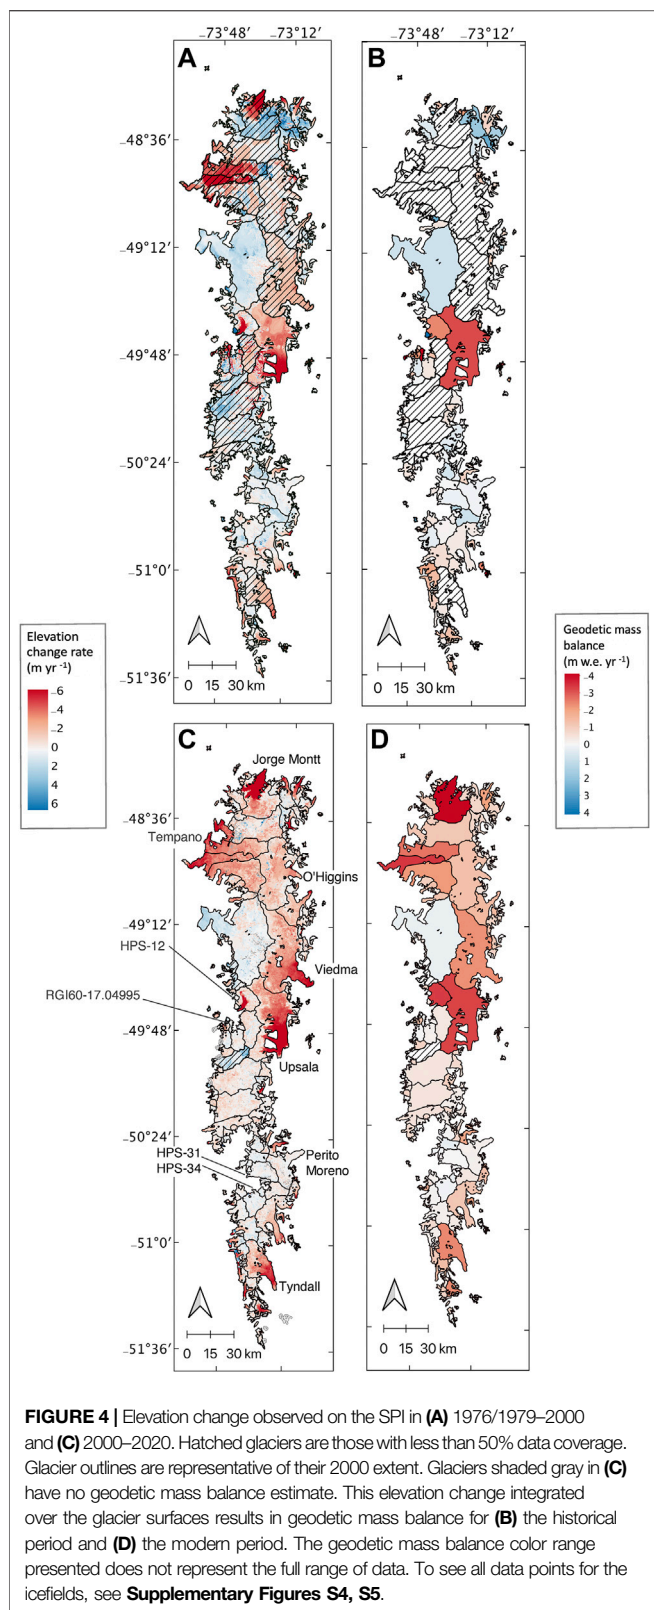 −73°48′ −73°12′
−73°48′ −73°12′
A
B
−48°36′
−49°12′
−49°48′
−50°24′
−51°0′
−51°36′
0 15 30 km
0 15 30 km
Elevation
change rate
(m yr -1)
−6
−4
−2
0
2
4
6
Geodetic mass
balance
(m w.e. yr -1)
−4
−3
−2
−1
0
1
2
3
4
C
D
Jorge Montt
−48°36′
Tempano
O'Higgins
−49°12′
HPS-12
Viedma
RGI60-17.04995
−49°48′
Upsala
−50°24′
HPS-31
HPS-34
Perito
Moreno
−51°0′
Tyndall
−51°36′
0 15 30 km
0 15 30 km
FIGURE 4 | Elevation change observed on the SPI in (A) 1976/1979–2000
and (C) 2000–2020. Hatched glaciers are those with less than 50% data coverage.
Glacier outlines are representative of their 2000 extent. Glaciers shaded gray in (C)
have no geodetic mass balance estimate. This elevation change integrated
over the glacier surfaces results in geodetic mass balance for (B) the historical
period and (D) the modern period. The geodetic mass balance color range
presented does not represent the full range of data. To see all data points for the
icefields, see Supplementary Figures S4, S5.